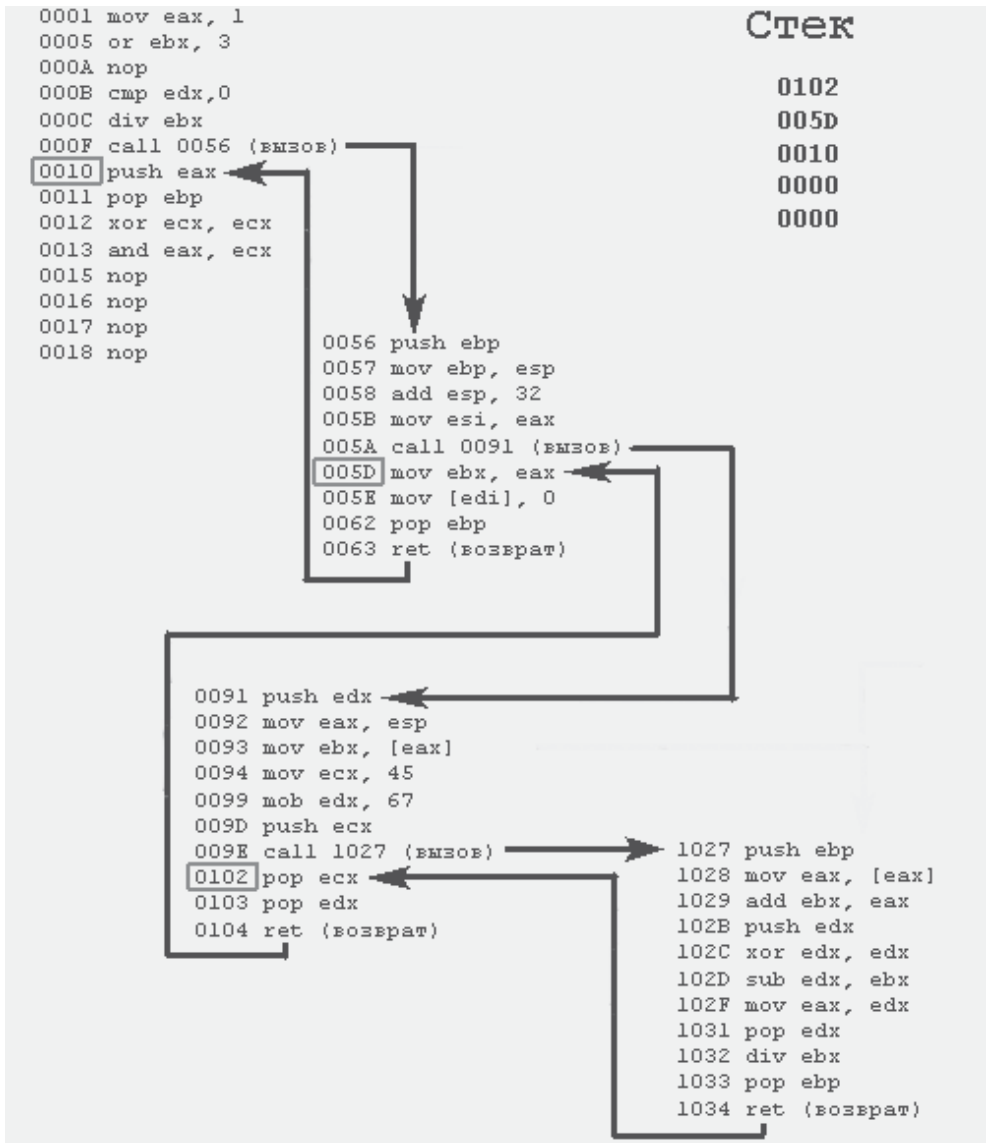 0001 mov eax, 1
0005 or ebx, 3
000A nop
000B cmp edx,0
000C div ebx
000F call 0056 (вызов)
0010 push eax
0011 pop ebp
0012 xor ecx, ecx
0013 and eax, ecx
0015 nop
0016 nop
0017 nop
0018 nop
Стек
0102
005D
0010
0000
0000
0056 push ebp
0057 mov ebp, esp
0058 add esp, 32
005B mov esi, eax
005A call 0091 (вызов)
005D mov ebx, eax
005E mov [edi], 0
0062 pop ebp
0063 ret (возврат)
0091 push edx
0092 mov eax, esp
0093 mov ebx, [eax]
0094 mov ecx, 45
0099 mob edx, 67
009D push ecx
009E call 1027 (вызов)
0102 pop ecx
0103 pop edx
0104 ret (возврат)
1027 push ebp
1028 mov eax, [eax]
1029 add ebx, eax
102B push edx
102C xor edx, edx
102D sub edx, ebx
102F mov eax, edx
1031 pop edx
1032 div ebx
1033 pop ebp
1034 ret (возврат)